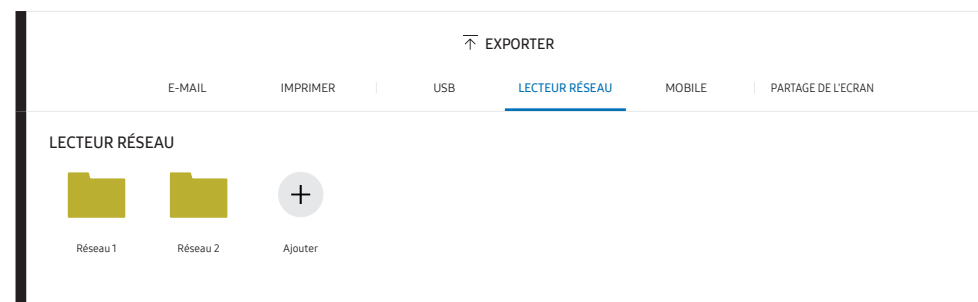 EXPORTER
E-MAIL IMPRIMER USB LECTEUR RÉSEAU MOBILE PARTAGE DE L'ECRAN
LECTEUR RÉSEAU
Réseau 1 Réseau 2 Ajouter